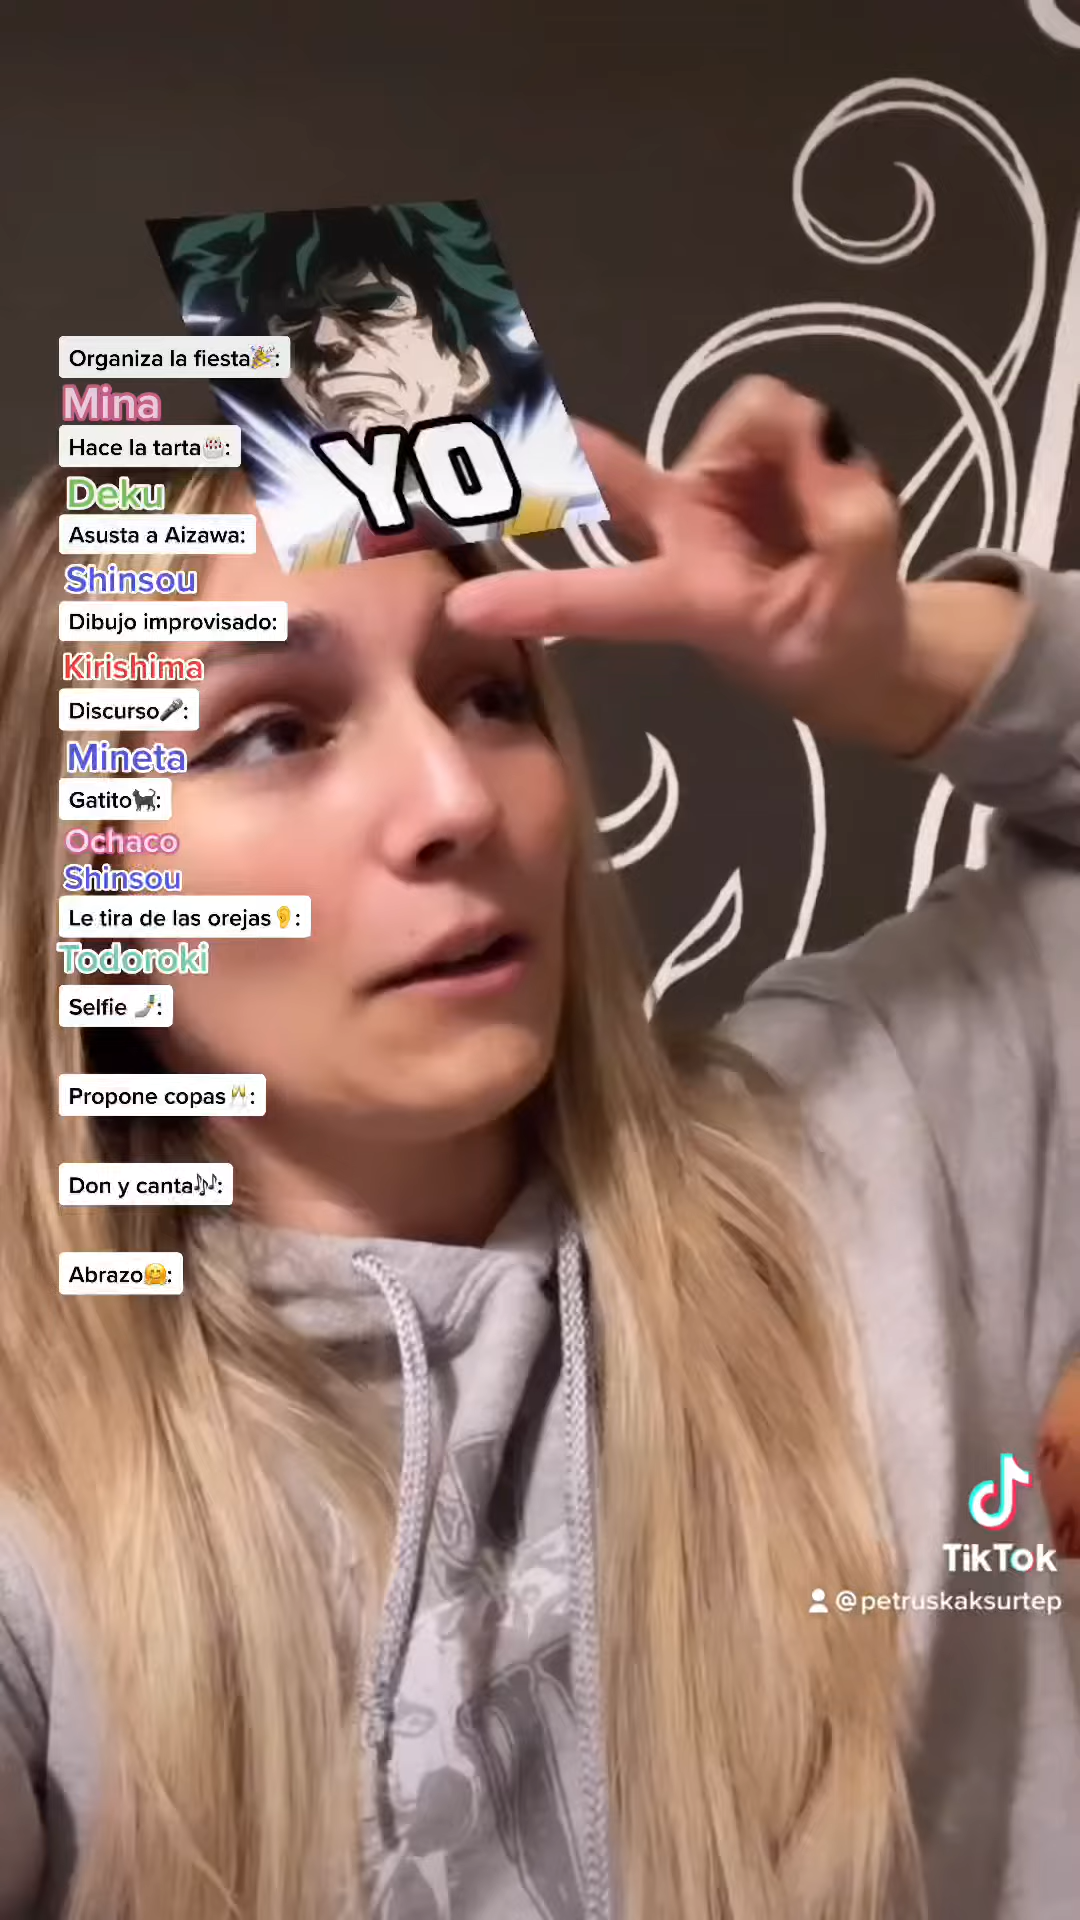 Organiza la fiesta🎉:
Mina
Hace la tarta🎂:
Deku
Asusta a Aizawa:
Shinsou
Dibujo improvisado:
Kirishima
Discurso🎤:
Mineta
Gatito🐈‍⬛:
Ochaco
Shinsou
Le tira de las orejas👂:
Todoroki
Selfie 🤳:
Propone copas🥂:
Don y canta🎶:
Abrazo🤗:
YO
TikTok
@petruskaksurtep